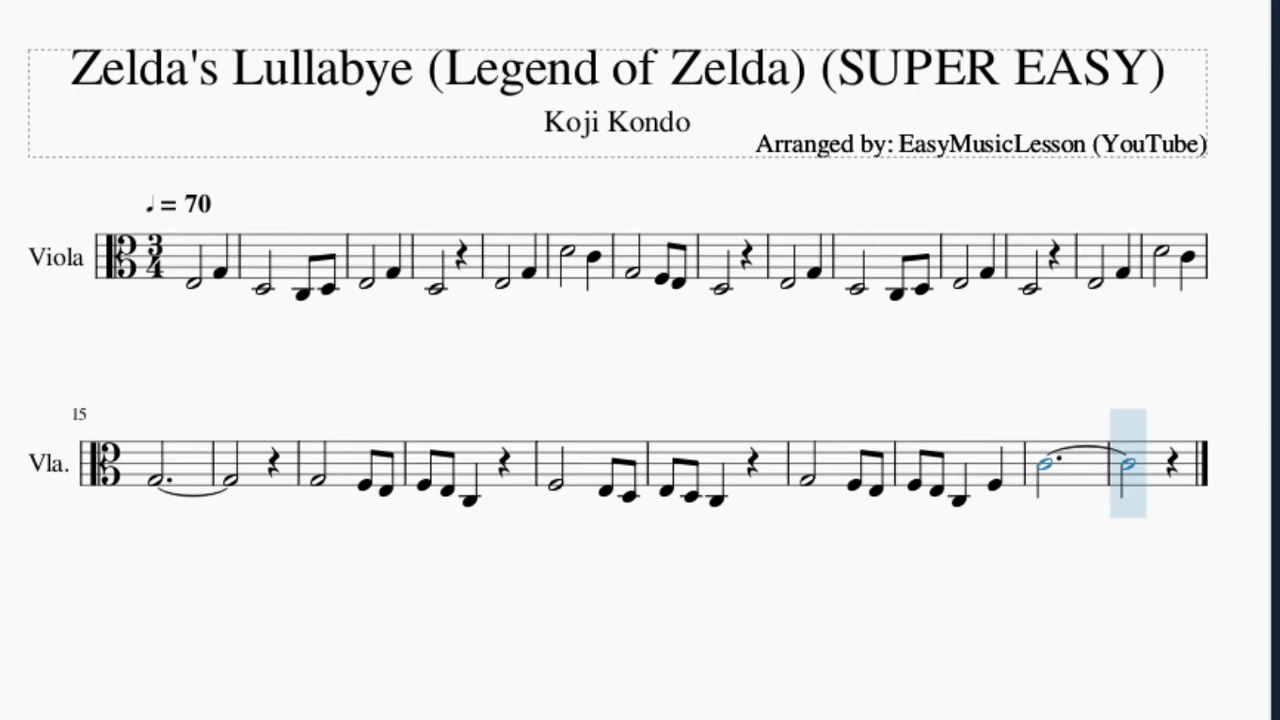 Zelda's Lullabye (Legend of Zelda) (SUPER EASY)
Koji Kondo
Arranged by: EasyMusicLesson (YouTube)
♩ = 70
Viola
3
4
15
Vla.